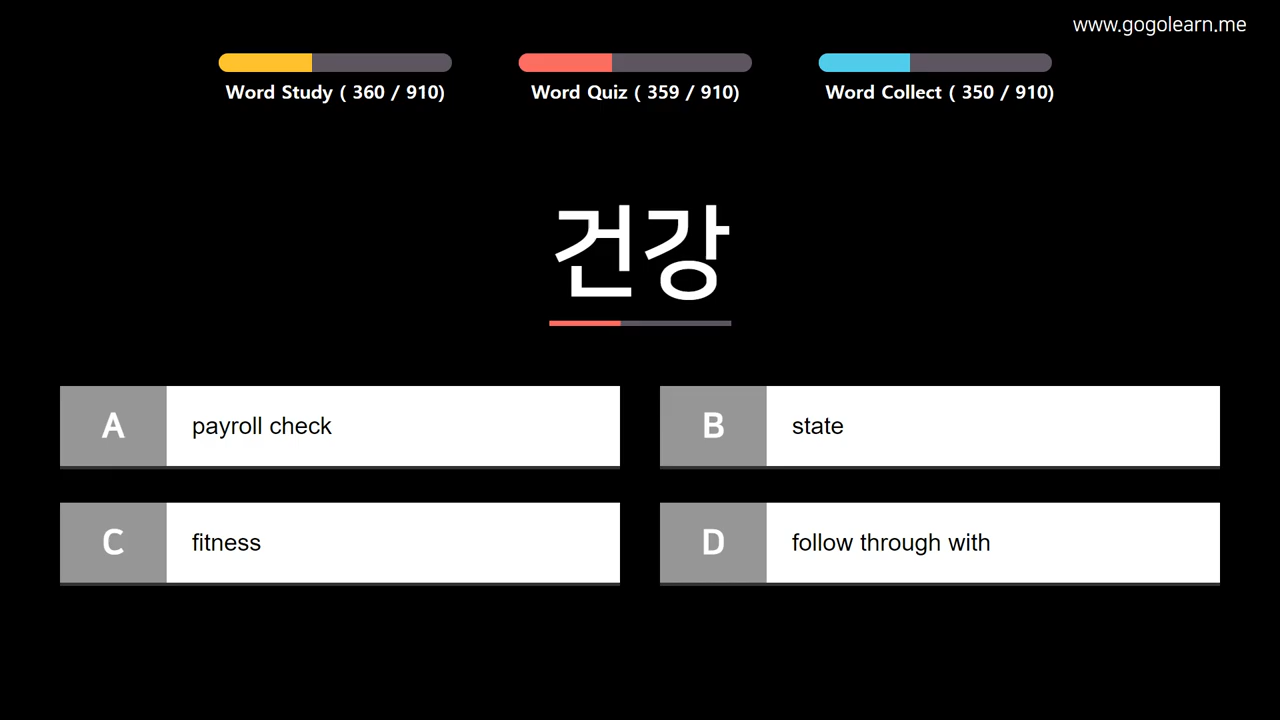 www.gogolearn.me
Word Study ( 360 / 910)
Word Quiz ( 359 / 910)
Word Collect ( 350 / 910)
건강
A payroll check
B state
C fitness
D follow through with